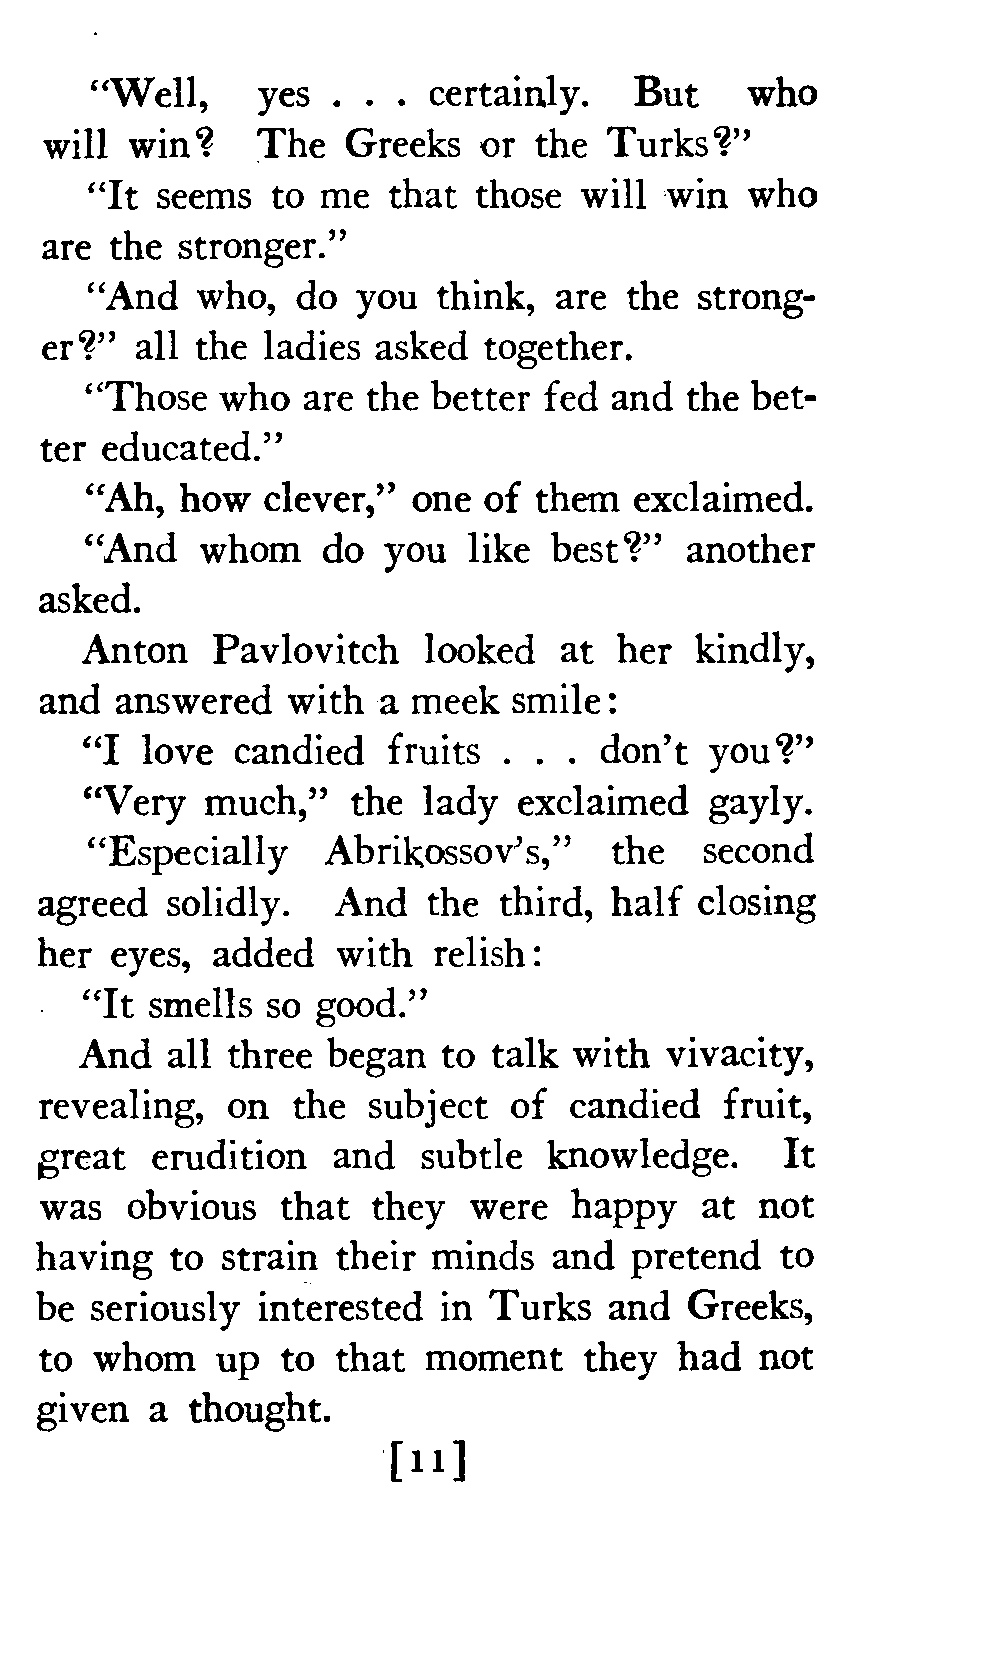 “Well, yes . . . certainly. But who
will win? The Greeks or the Turks?”
“It seems to me that those will win who
are the stronger.”
“And who, do you think, are the strong-
er?” all the ladies asked together.
“Those who are the better fed and the bet-
ter educated.”
“Ah, how clever,” one of them exclaimed.
“And whom do you like best?” another
asked.
Anton Pavlovitch looked at her kindly,
and answered with a meek smile:
“I love candied fruits . . . don’t you?”
“Very much,” the lady exclaimed gayly.
“Especially Abrikossov’s,” the second
agreed solidly. And the third, half closing
her eyes, added with relish:
“It smells so good.”
And all three began to talk with vivacity,
revealing, on the subject of candied fruit,
great erudition and subtle knowledge. It
was obvious that they were happy at not
having to strain their minds and pretend to
be seriously interested in Turks and Greeks,
to whom up to that moment they had not
given a thought.
[11]